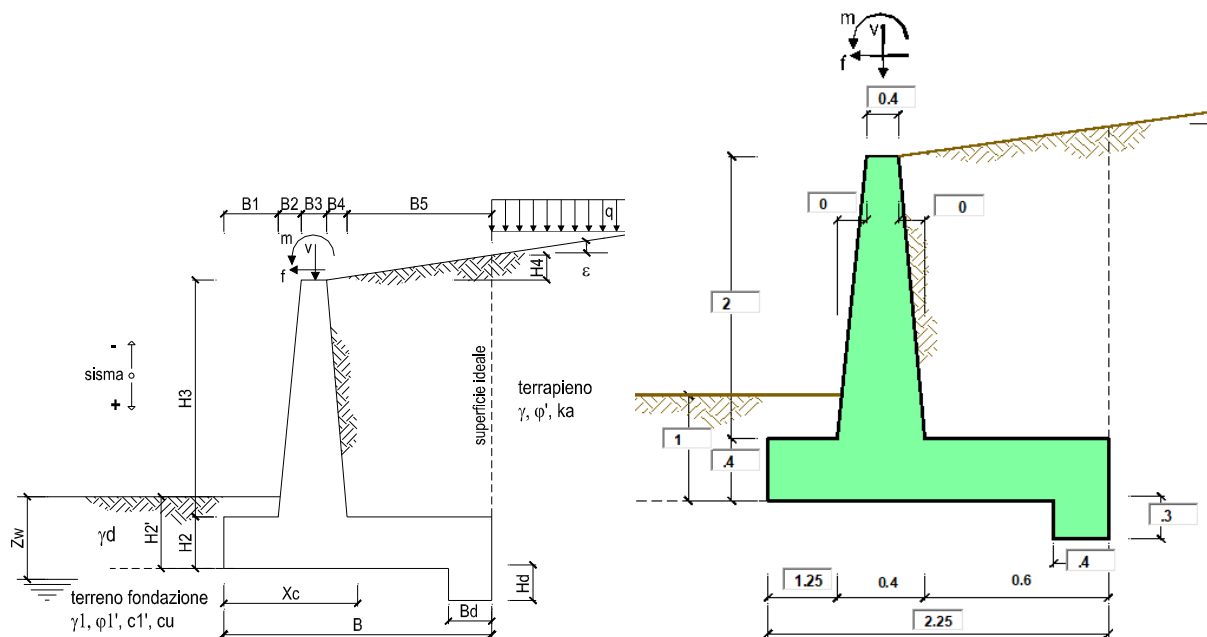 B1 B2 B3 B4 B5
m
v
f
q
H4
ε
H3
-
sisma
+
superficie ideale
terrapieno
γ, φ', ka
Zw
γd
H2'
H2
Hd
Xc
Bd
B
terreno fondazione
γ1, φ1', c1', cu
m
v
f
0.4
0
0
2
1
.4
.3
.4
1.25
0.4
0.6
2.25